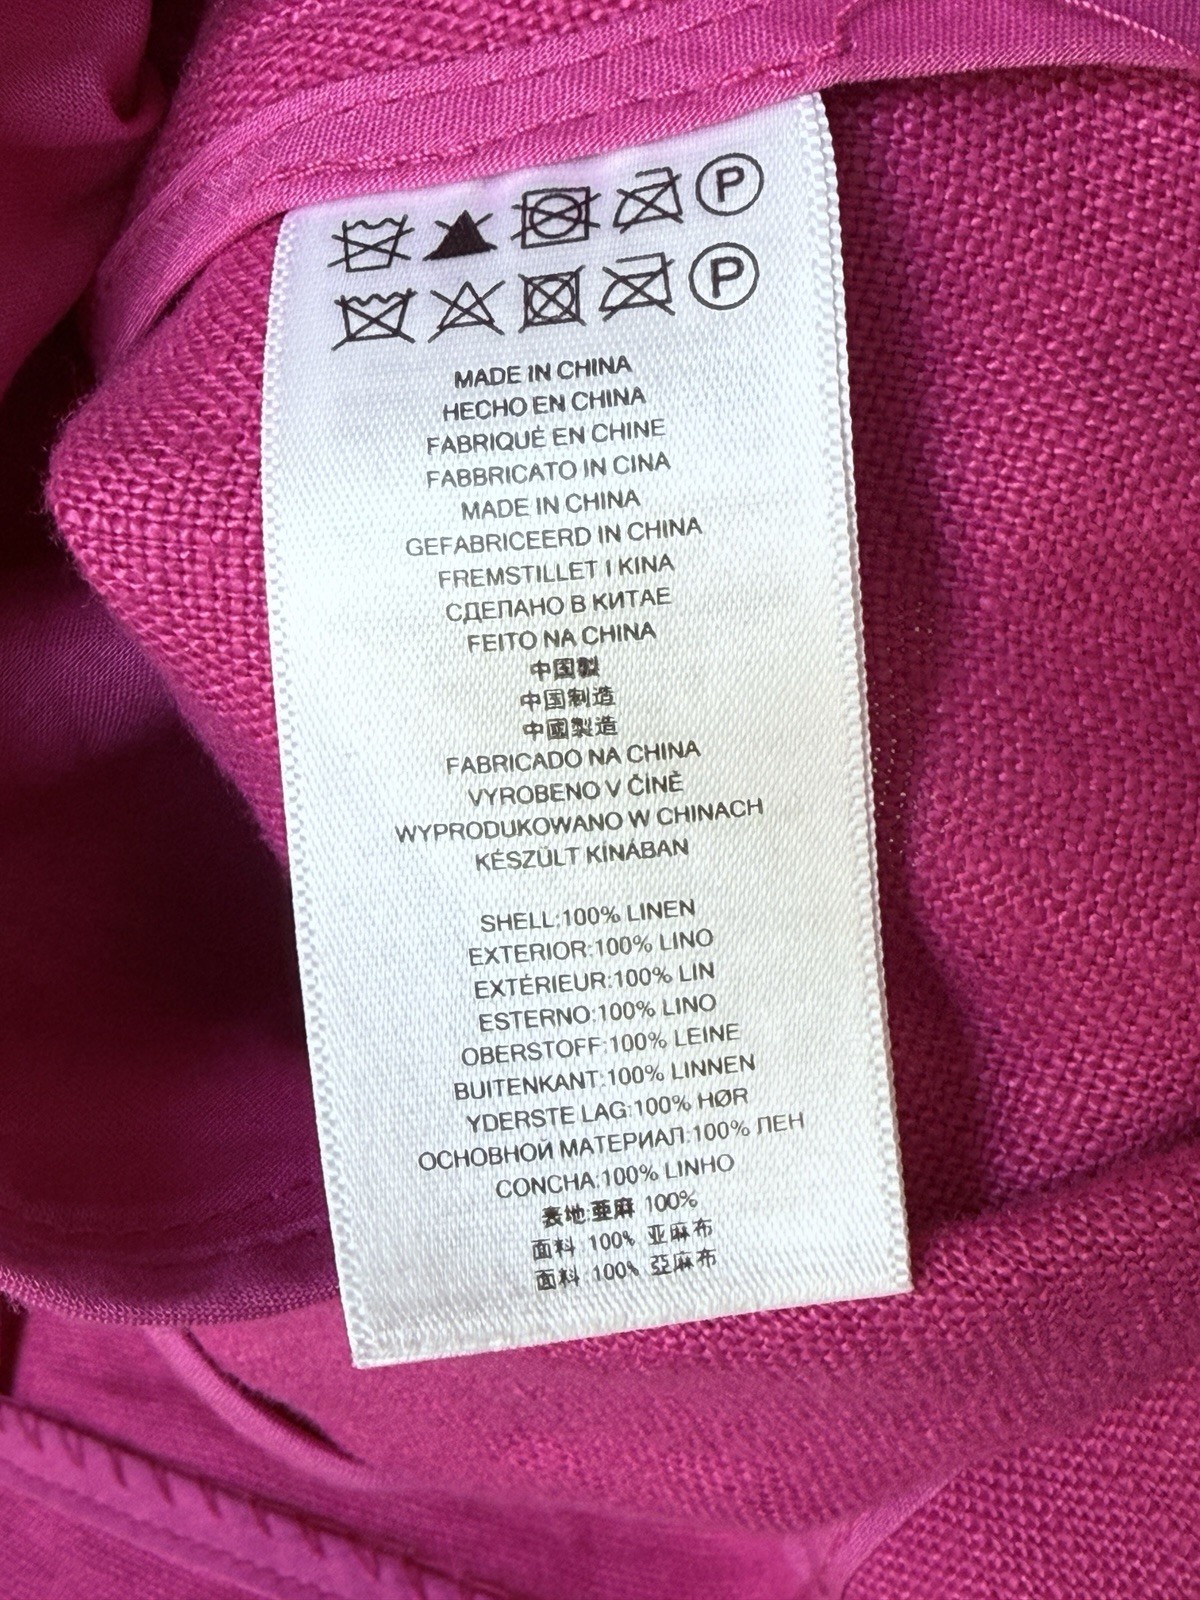 P
P
MADE IN CHINA
HECHO EN CHINA
FABRIQUÉ EN CHINE
FABBRICATO IN CINA
MADE IN CHINA
GEFABRICEERD IN CHINA
FREMSTILLET I KINA
СДЕЛАНО В КИТАЕ
FEITO NA CHINA
中国製
中国制造
中國製造
FABRICADO NA CHINA
VYROBENO V ČÍNĚ
WYPRODUKOWANO W CHINACH
KÉSZÜLT KÍNÁBAN
SHELL:100% LINEN
EXTERIOR:100% LINO
EXTÉRIEUR:100% LIN
ESTERNO:100% LINO
OBERSTOFF:100% LEINE
BUITENKANT:100% LINNEN
YDERSTE LAG:100% HØR
ОСНОВНОЙ МАТЕРИАЛ:100% ЛЕН
CONCHA:100% LINHO
表地:亜麻 100%
面料 100% 亚麻布
面料 100% 亞麻布